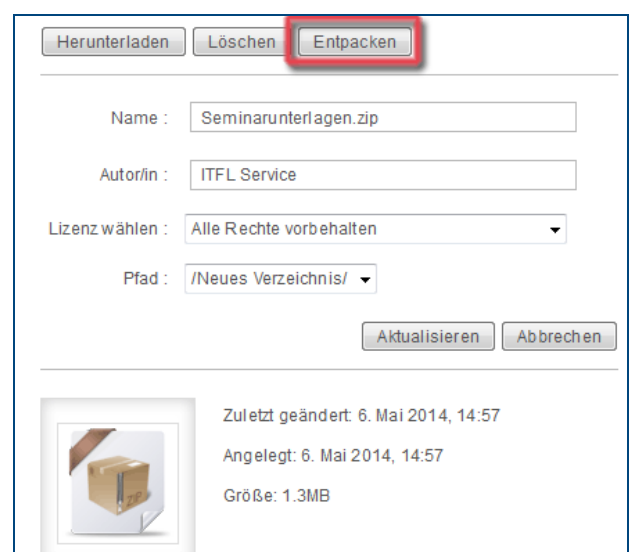 Herunterladen Löschen Entpacken
Name : Seminarunterlagen.zip
Autor/in : ITFL Service
Lizenz wählen : Alle Rechte vorbehalten
Pfad : /Neues Verzeichnis/
Aktualisieren Abbrechen
Zuletzt geändert: 6. Mai 2014, 14:57
Angelegt: 6. Mai 2014, 14:57
Größe: 1.3MB
ZIP